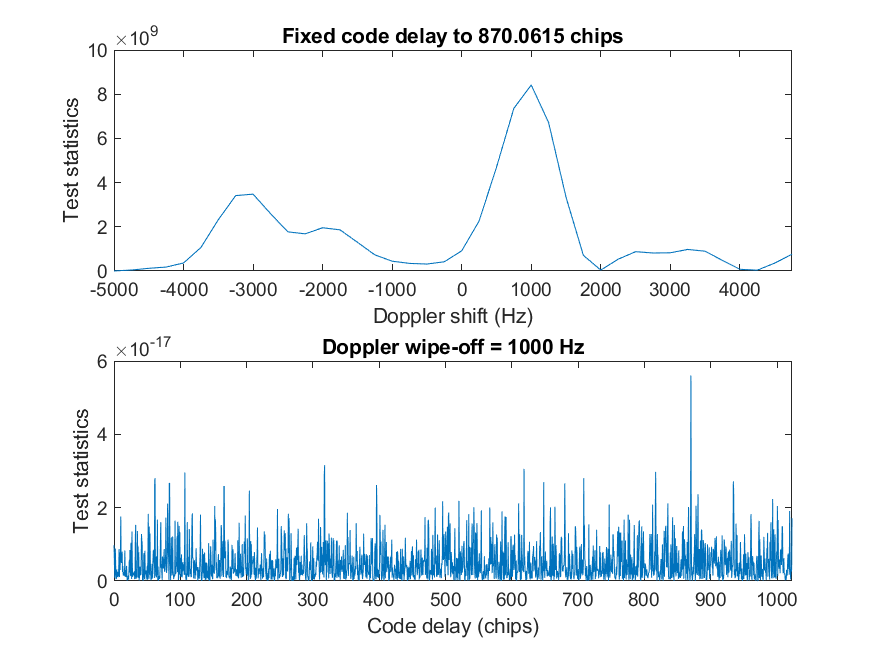 ×10^9
Fixed code delay to 870.0615 chips
10
8
6
4
2
0
Test statistics
-5000 -4000 -3000 -2000 -1000 0 1000 2000 3000 4000
Doppler shift (Hz)
×10^-17
Doppler wipe-off = 1000 Hz
6
4
2
0
Test statistics
0 100 200 300 400 500 600 700 800 900 1000
Code delay (chips)